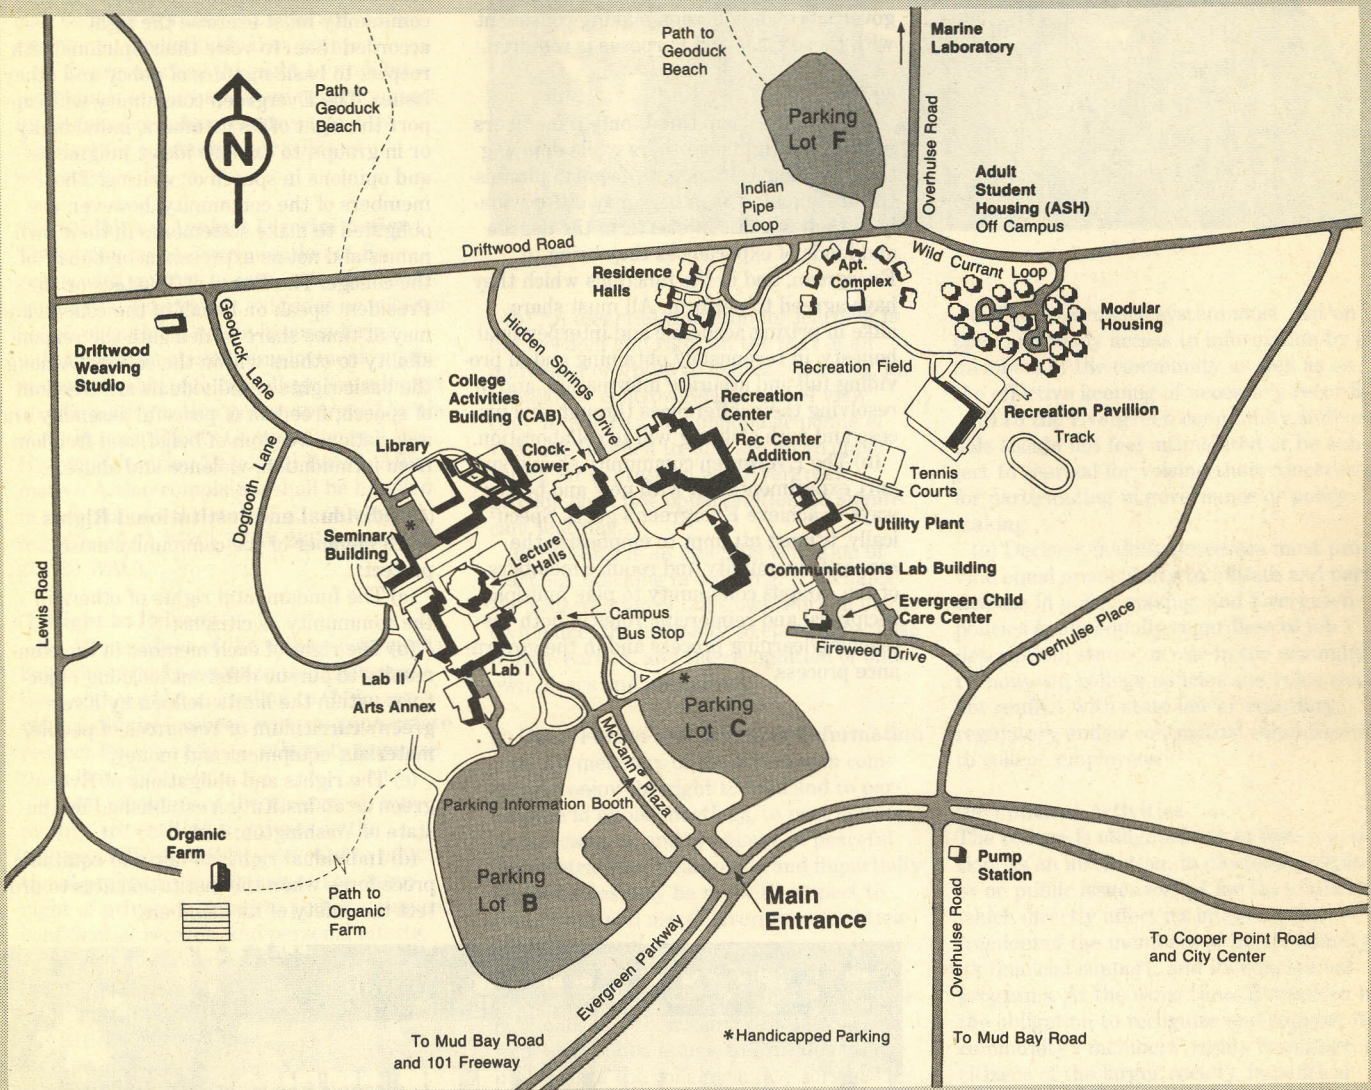 Path to
Geoduck
Beach
Marine
Laboratory
Path to
Geoduck
Beach
N
Parking
Lot F
Overhulse Road
Adult
Student
Housing (ASH)
Off Campus
Indian
Pipe
Loop
Driftwood Road
Wild Currant Loop
Residence
Halls
Apt.
Complex
Modular
Housing
P
P
Geoduck Lane
Hidden Springs Drive
Driftwood
Weaving
Studio
Recreation Field
College
Activities
Building (CAB)
Recreation
Center
Recreation Pavillion
Track
Library
Clock-
tower
Rec Center
Addition
Tennis
Courts
Dogtooth Lane
*
Seminar
Building
Utility Plant
Lecture
Halls
Communications Lab Building
Lewis Road
Evergreen Child
Care Center
Campus
Bus Stop
Overhulse Place
Fireweed Drive
Lab I
Lab II
Arts Annex
*
Parking
Lot C
McCann Plaza
Parking Information Booth
Organic
Farm
Pump
Station
Parking
Lot B
Main
Entrance
Path to
Organic
Farm
Evergreen Parkway
Overhulse Road
To Cooper Point Road
and City Center
To Mud Bay Road
and 101 Freeway
*Handicapped Parking
To Mud Bay Road